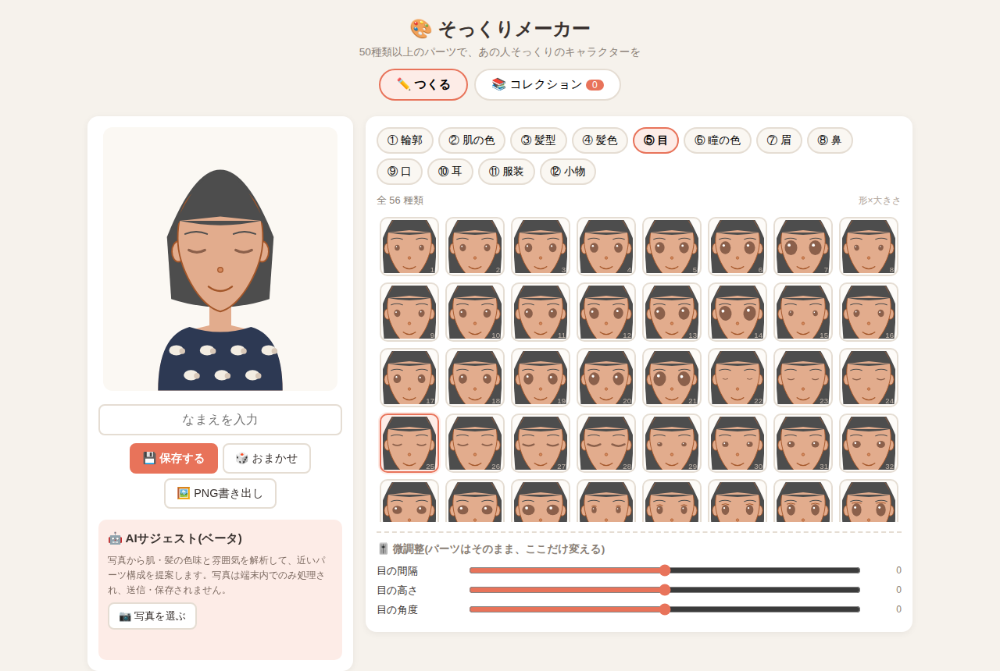 🎨 そっくりメーカー
50種類以上のパーツで、あの人そっくりのキャラクターを
✏️ つくる
📚 コレクション 0
① 輪郭 ② 肌の色 ③ 髪型 ④ 髪色 ⑤ 目 ⑥ 瞳の色 ⑦ 眉 ⑧ 鼻
⑨ 口 ⑩ 耳 ⑪ 服装 ⑫ 小物
全 56 種類 形×大きさ
1 2 3 4 5 6 7 8
9 10 11 12 13 14 15 16
17 18 19 20 21 22 23 24
25 26 27 28 29 30 31 32
🎚️ 微調整(パーツはそのまま、ここだけ変える)
目の間隔 0
目の高さ 0
目の角度 0
なまえを入力
💾 保存する 🎲 おまかせ
🖼️ PNG書き出し
🤖 AIサジェスト(ベータ)
写真から肌・髪の色味と雰囲気を解析して、近いパ
ーツ構成を提案します。写真は端末内でのみ処理さ
れ、送信・保存されません。
📷 写真を選ぶ